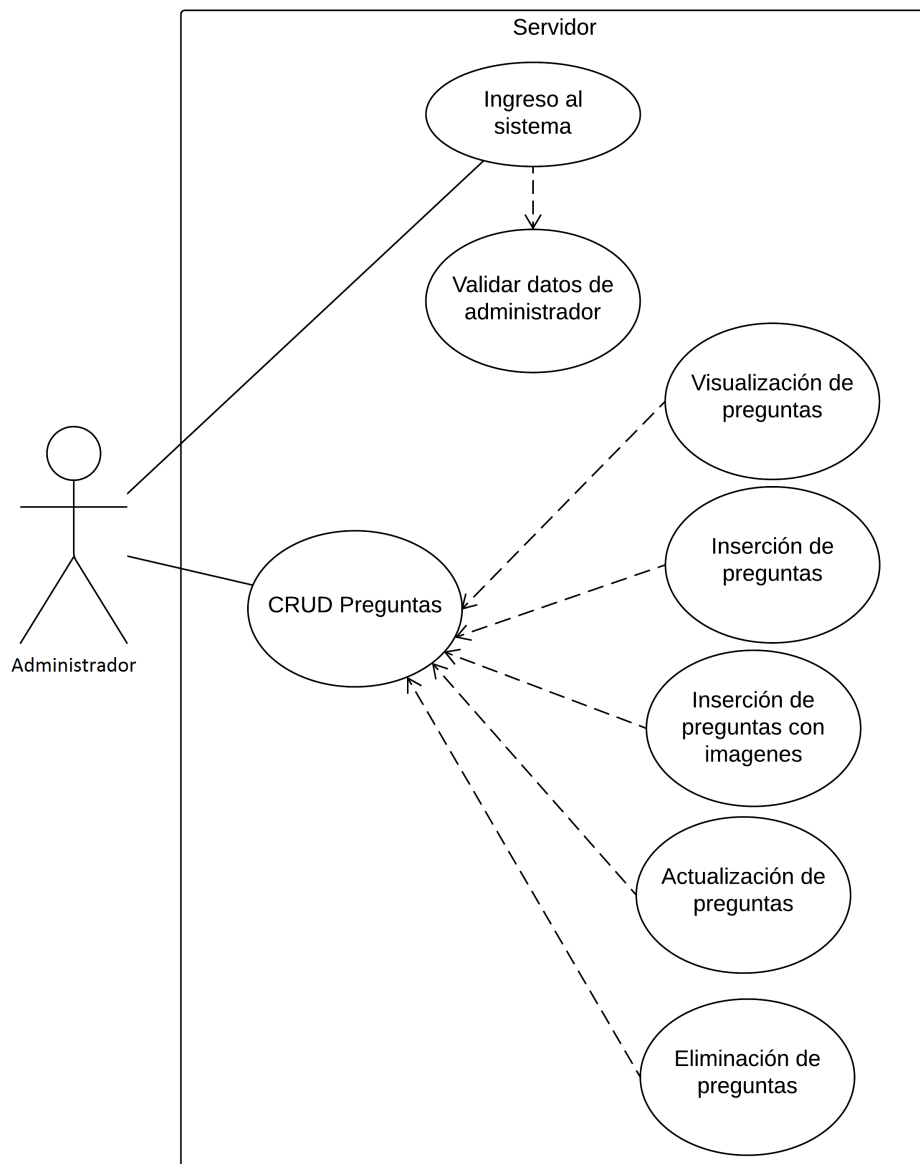 Servidor
Ingreso al
sistema
Validar datos de
administrador
Visualización de
preguntas
Inserción de
preguntas
CRUD Preguntas
Administrador
Inserción de
preguntas con
imagenes
Actualización de
preguntas
Eliminación de
preguntas